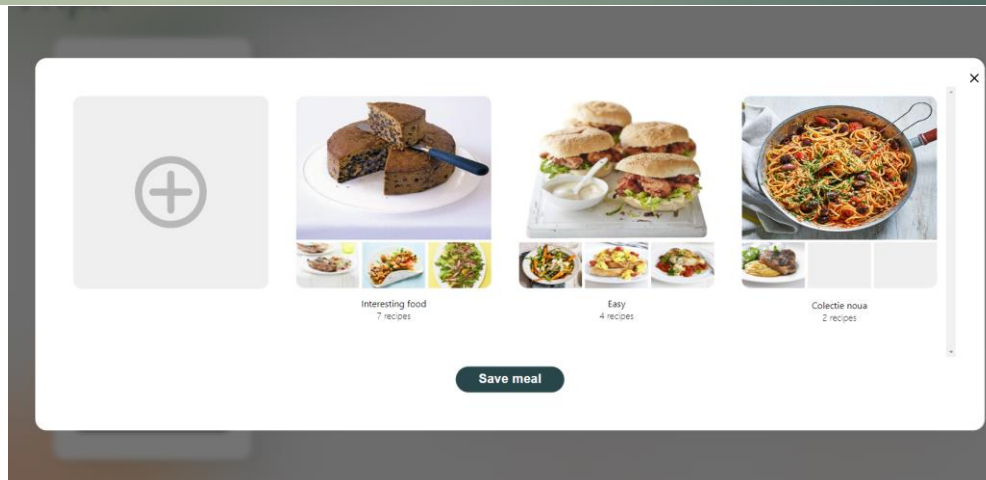 Interesting food
7 recipes
Easy
4 recipes
Colectie noua
2 recipes
Save meal